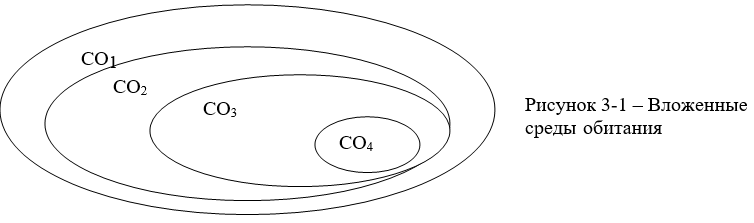 СО₁
СО₂
СО₃
СО₄
Рисунок 3-1 – Вложенные
среды обитания